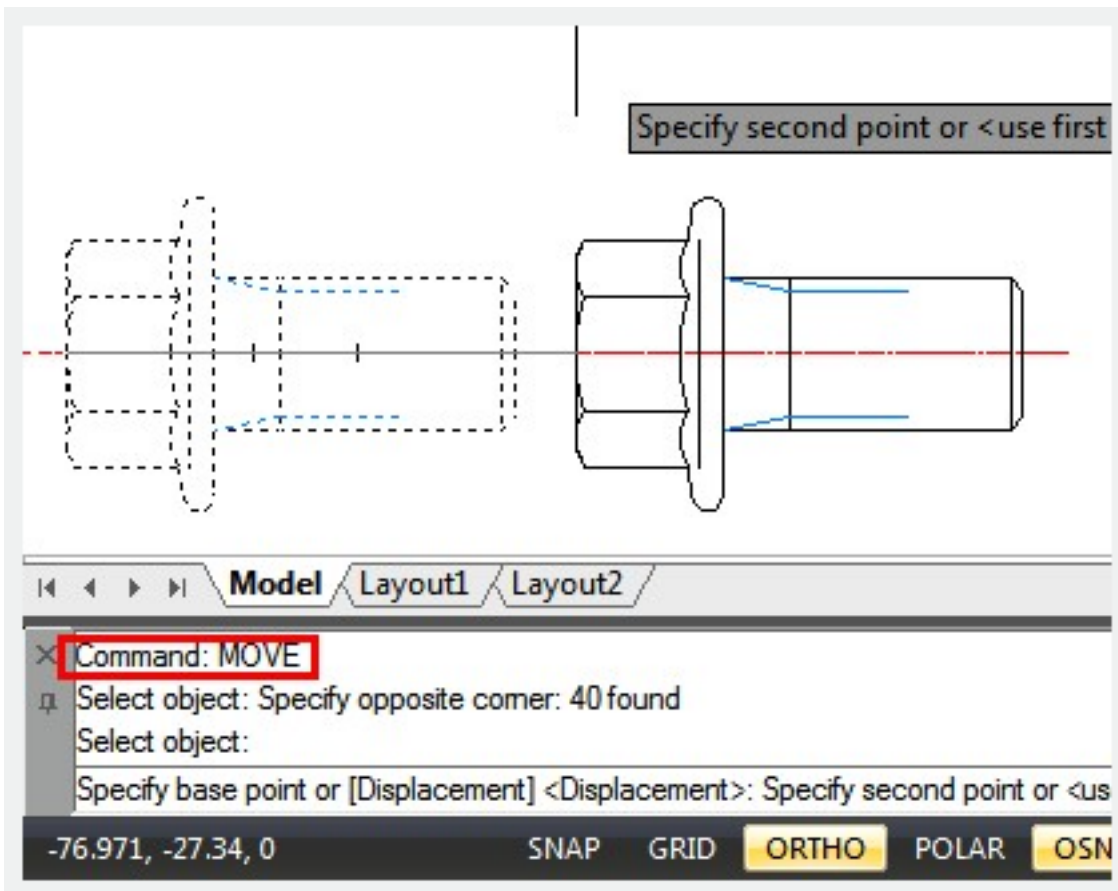 Specify second point or <use first
Model Layout1 Layout2
Command: MOVE
Select object: Specify opposite corner: 40 found
Select object:
Specify base point or [Displacement] <Displacement>: Specify second point or <us
-76.971, -27.34, 0 SNAP GRID ORTHO POLAR OSN